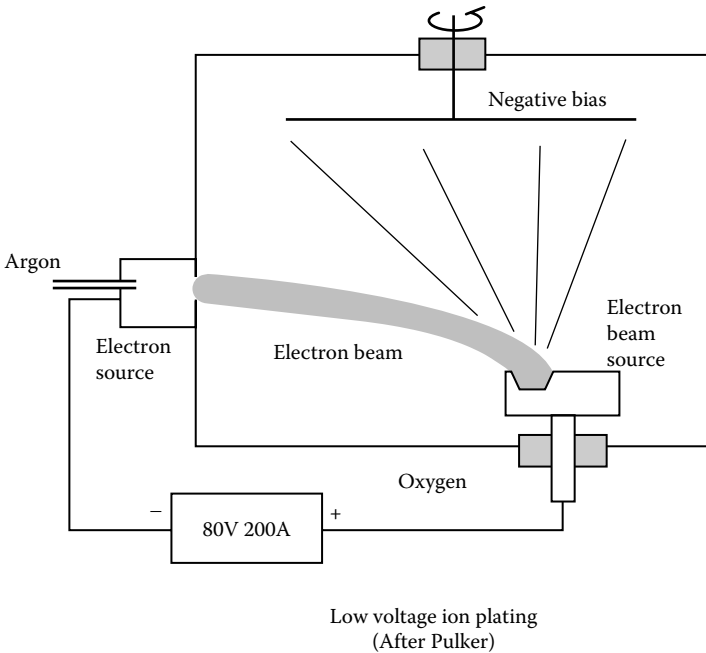 Negative bias
Argon
Electron
source
Electron beam
Electron
beam
source
Oxygen
− 80V 200A +
Low voltage ion plating
(After Pulker)